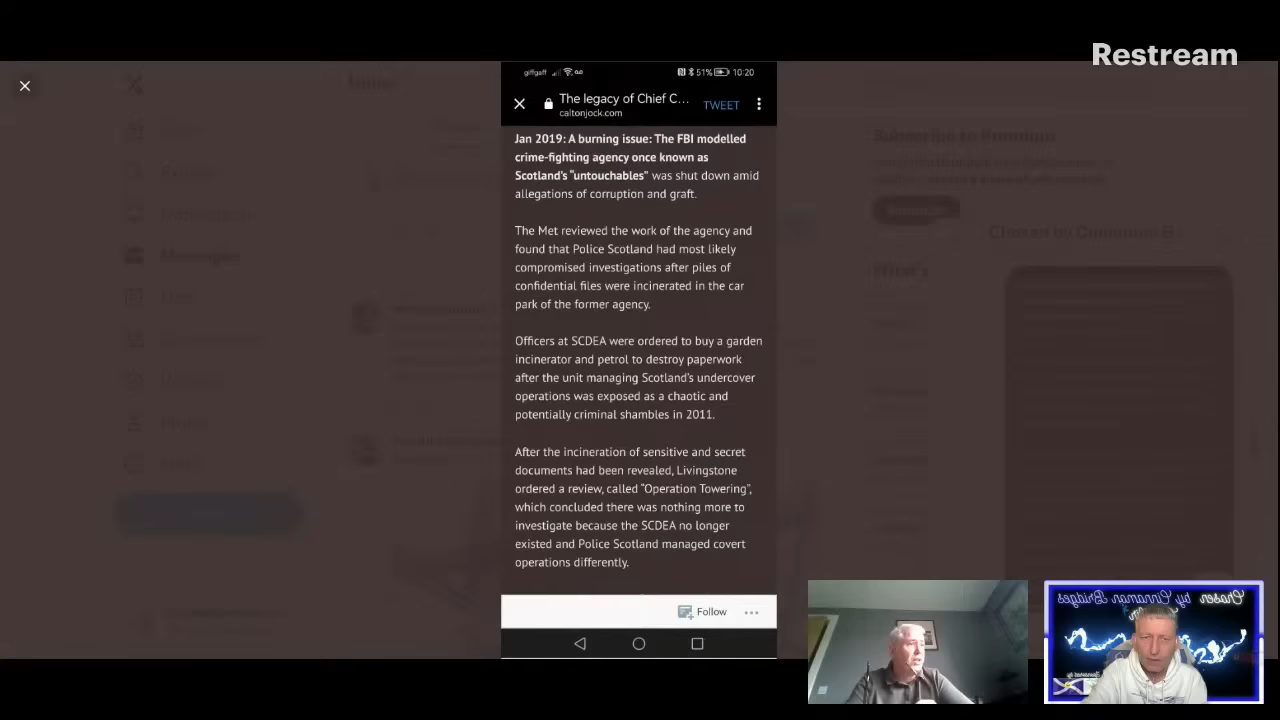 Restream
giffgaff
51%
10:20
The legacy of Chief C...
caltonjock.com
TWEET
Jan 2019: A burning issue: The FBI modelled
crime-fighting agency once known as
Scotland's "untouchables" was shut down amid
allegations of corruption and graft.
The Met reviewed the work of the agency and
found that Police Scotland had most likely
compromised investigations after piles of
confidential files were incinerated in the car
park of the former agency.
Officers at SCDEA were ordered to buy a garden
incinerator and petrol to destroy paperwork
after the unit managing Scotland's undercover
operations was exposed as a chaotic and
potentially criminal shambles in 2011.
After the incineration of sensitive and secret
documents had been revealed, Livingstone
ordered a review, called "Operation Towering",
which concluded there was nothing more to
investigate because the SCDEA no longer
existed and Police Scotland managed covert
operations differently.
Follow
Chosen by Cinnaman Bridges